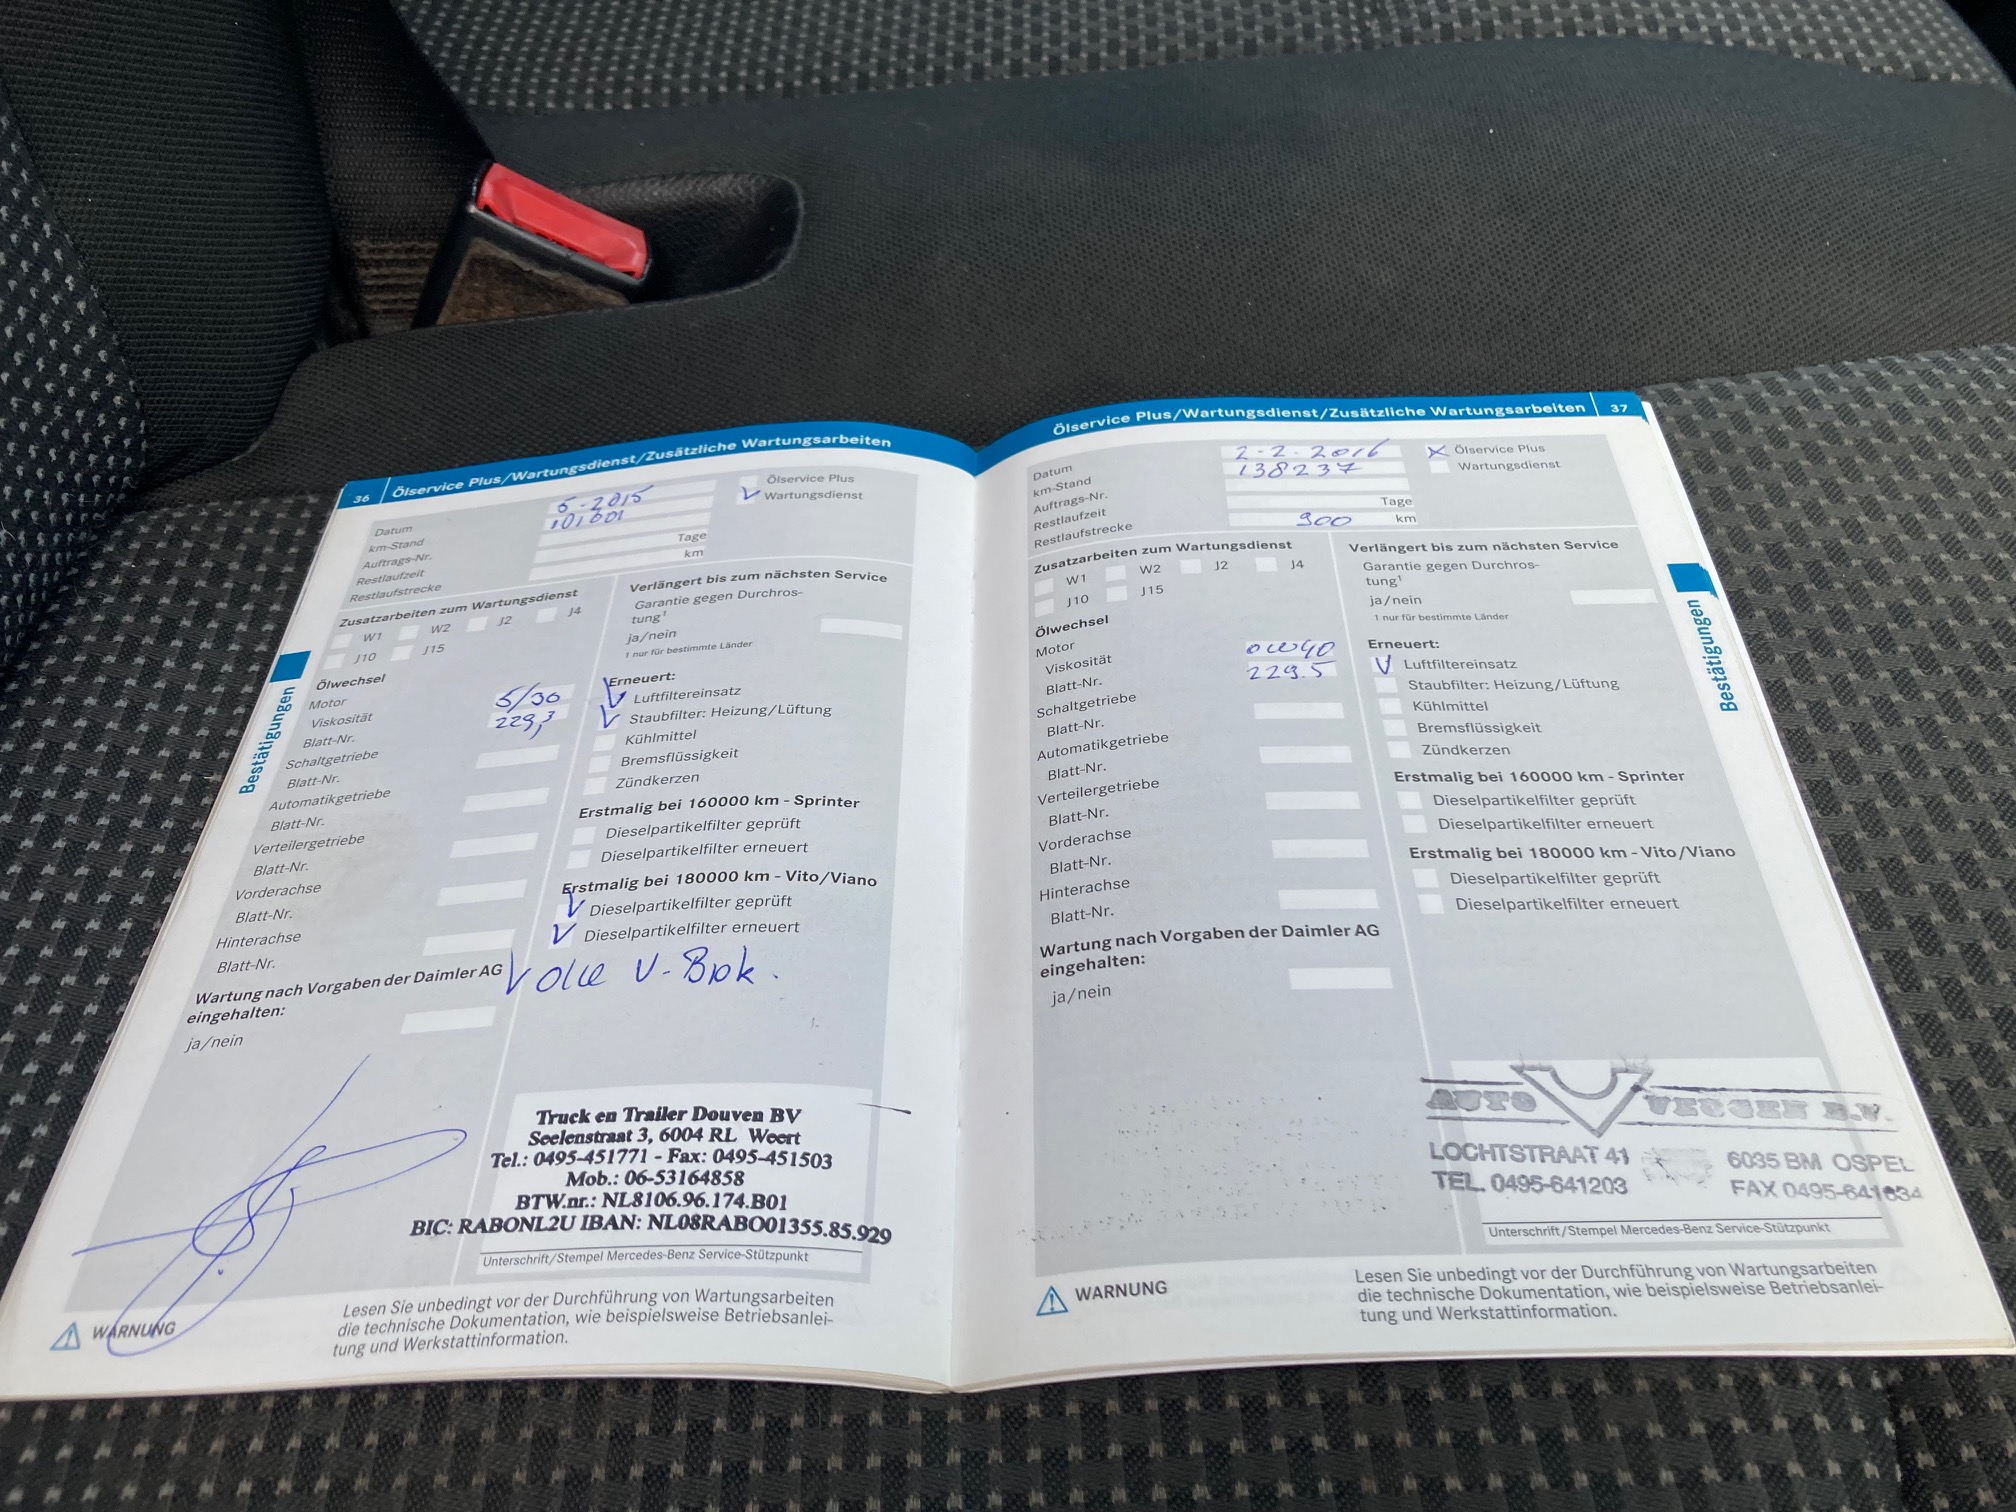 36 Ölservice Plus/Wartungsdienst/Zusätzliche Wartungsarbeiten
Datum 6-2015
km-Stand 101601
Auftrags-Nr.
Restlaufzeit Tage
Restlaufstrecke km
Ölservice Plus
Wartungsdienst
Zusatzarbeiten zum Wartungsdienst
W1 W2 J2 J4
J10 J15
Ölwechsel
Motor
Viskosität 5/30
Blatt-Nr. 229,3
Schaltgetriebe
Blatt-Nr.
Automatikgetriebe
Blatt-Nr.
Verteilergetriebe
Blatt-Nr.
Vorderachse
Blatt-Nr.
Hinterachse
Blatt-Nr.
Wartung nach Vorgaben der Daimler AG
eingehalten:
ja/nein
Verlängert bis zum nächsten Service
Garantie gegen Durchros-
tung¹
ja/nein
1 nur für bestimmte Länder
Erneuert:
Luftfiltereinsatz
Staubfilter: Heizung/Lüftung
Kühlmittel
Bremsflüssigkeit
Zündkerzen
Erstmalig bei 160000 km - Sprinter
Dieselpartikelfilter geprüft
Dieselpartikelfilter erneuert
Erstmalig bei 180000 km - Vito/Viano
Dieselpartikelfilter geprüft
Dieselpartikelfilter erneuert
Truck en Trailer Douven BV
Seelenstraat 3, 6004 RL Weert
Tel.: 0495-451771 - Fax: 0495-451503
Mob.: 06-53164858
BTW.nr.: NL8106.96.174.B01
BIC: RABONL2U IBAN: NL08RABO01355.85.929
Unterschrift/Stempel Mercedes-Benz Service-Stützpunkt
WARNUNG
Lesen Sie unbedingt vor der Durchführung von Wartungsarbeiten
die technische Dokumentation, wie beispielsweise Betriebsanlei-
tung und Werkstattinformation.
Bestätigungen
Ölservice Plus/Wartungsdienst/Zusätzliche Wartungsarbeiten 37
Datum 2-2-2016
km-Stand 138237
Auftrags-Nr.
Restlaufzeit Tage
Restlaufstrecke 900 km
Ölservice Plus
Wartungsdienst
Zusatzarbeiten zum Wartungsdienst
W1 W2 J2 J4
J10 J15
Ölwechsel
Motor
Viskosität 0W40
Blatt-Nr. 229.5
Schaltgetriebe
Blatt-Nr.
Automatikgetriebe
Blatt-Nr.
Verteilergetriebe
Blatt-Nr.
Vorderachse
Blatt-Nr.
Hinterachse
Blatt-Nr.
Wartung nach Vorgaben der Daimler AG
eingehalten:
ja/nein
Verlängert bis zum nächsten Service
Garantie gegen Durchros-
tung¹
ja/nein
1 nur für bestimmte Länder
Erneuert:
Luftfiltereinsatz
Staubfilter: Heizung/Lüftung
Kühlmittel
Bremsflüssigkeit
Zündkerzen
Erstmalig bei 160000 km - Sprinter
Dieselpartikelfilter geprüft
Dieselpartikelfilter erneuert
Erstmalig bei 180000 km - Vito/Viano
Dieselpartikelfilter geprüft
Dieselpartikelfilter erneuert
AUTO B.V.
LOCHTSTRAAT 41 6035 BM OSPEL
TEL. 0495-641203 FAX 0495-641834
Unterschrift/Stempel Mercedes-Benz Service-Stützpunkt
WARNUNG
Lesen Sie unbedingt vor der Durchführung von Wartungsarbeiten
die technische Dokumentation, wie beispielsweise Betriebsanlei-
tung und Werkstattinformation.
Bestätigungen